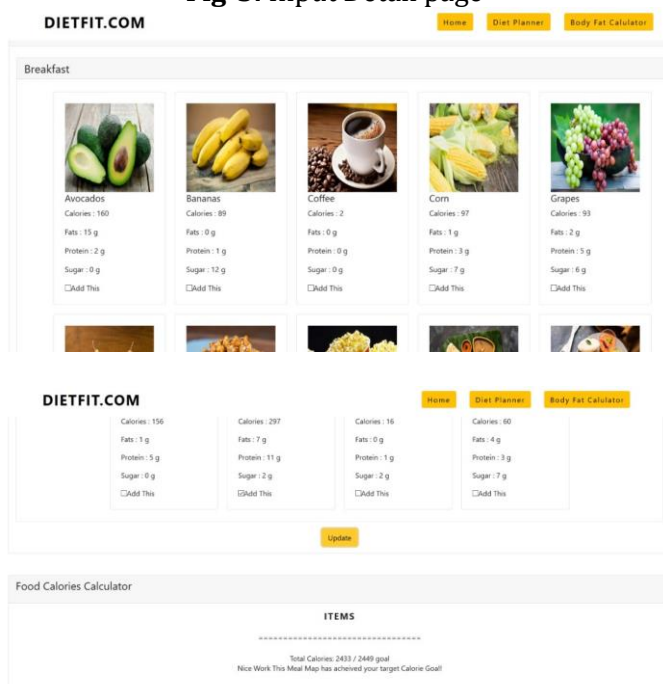 Fig 3: Input Detail page
DIETFIT.COM Home Diet Planner Body Fat Calulator
Breakfast
Avocados Bananas Coffee Corn Grapes
Calories : 160 Calories : 89 Calories : 2 Calories : 97 Calories : 93
Fats : 15 g Fats : 0 g Fats : 0 g Fats : 1 g Fats : 2 g
Protein : 2 g Protein : 1 g Protein : 0 g Protein : 3 g Protein : 5 g
Sugar : 0 g Sugar : 12 g Sugar : 0 g Sugar : 7 g Sugar : 6 g
☐Add This ☐Add This ☐Add This ☐Add This ☐Add This
DIETFIT.COM Home Diet Planner Body Fat Calulator
Calories : 156 Calories : 297 Calories : 16 Calories : 60
Fats : 1 g Fats : 7 g Fats : 0 g Fats : 4 g
Protein : 5 g Protein : 11 g Protein : 1 g Protein : 3 g
Sugar : 0 g Sugar : 2 g Sugar : 2 g Sugar : 7 g
☐Add This ☑Add This ☐Add This ☐Add This
Update
Food Calories Calculator
ITEMS
================================
Total Calories: 2433 / 2449 goal
Nice Work This Meal Map has acheived your target Calorie Goal!